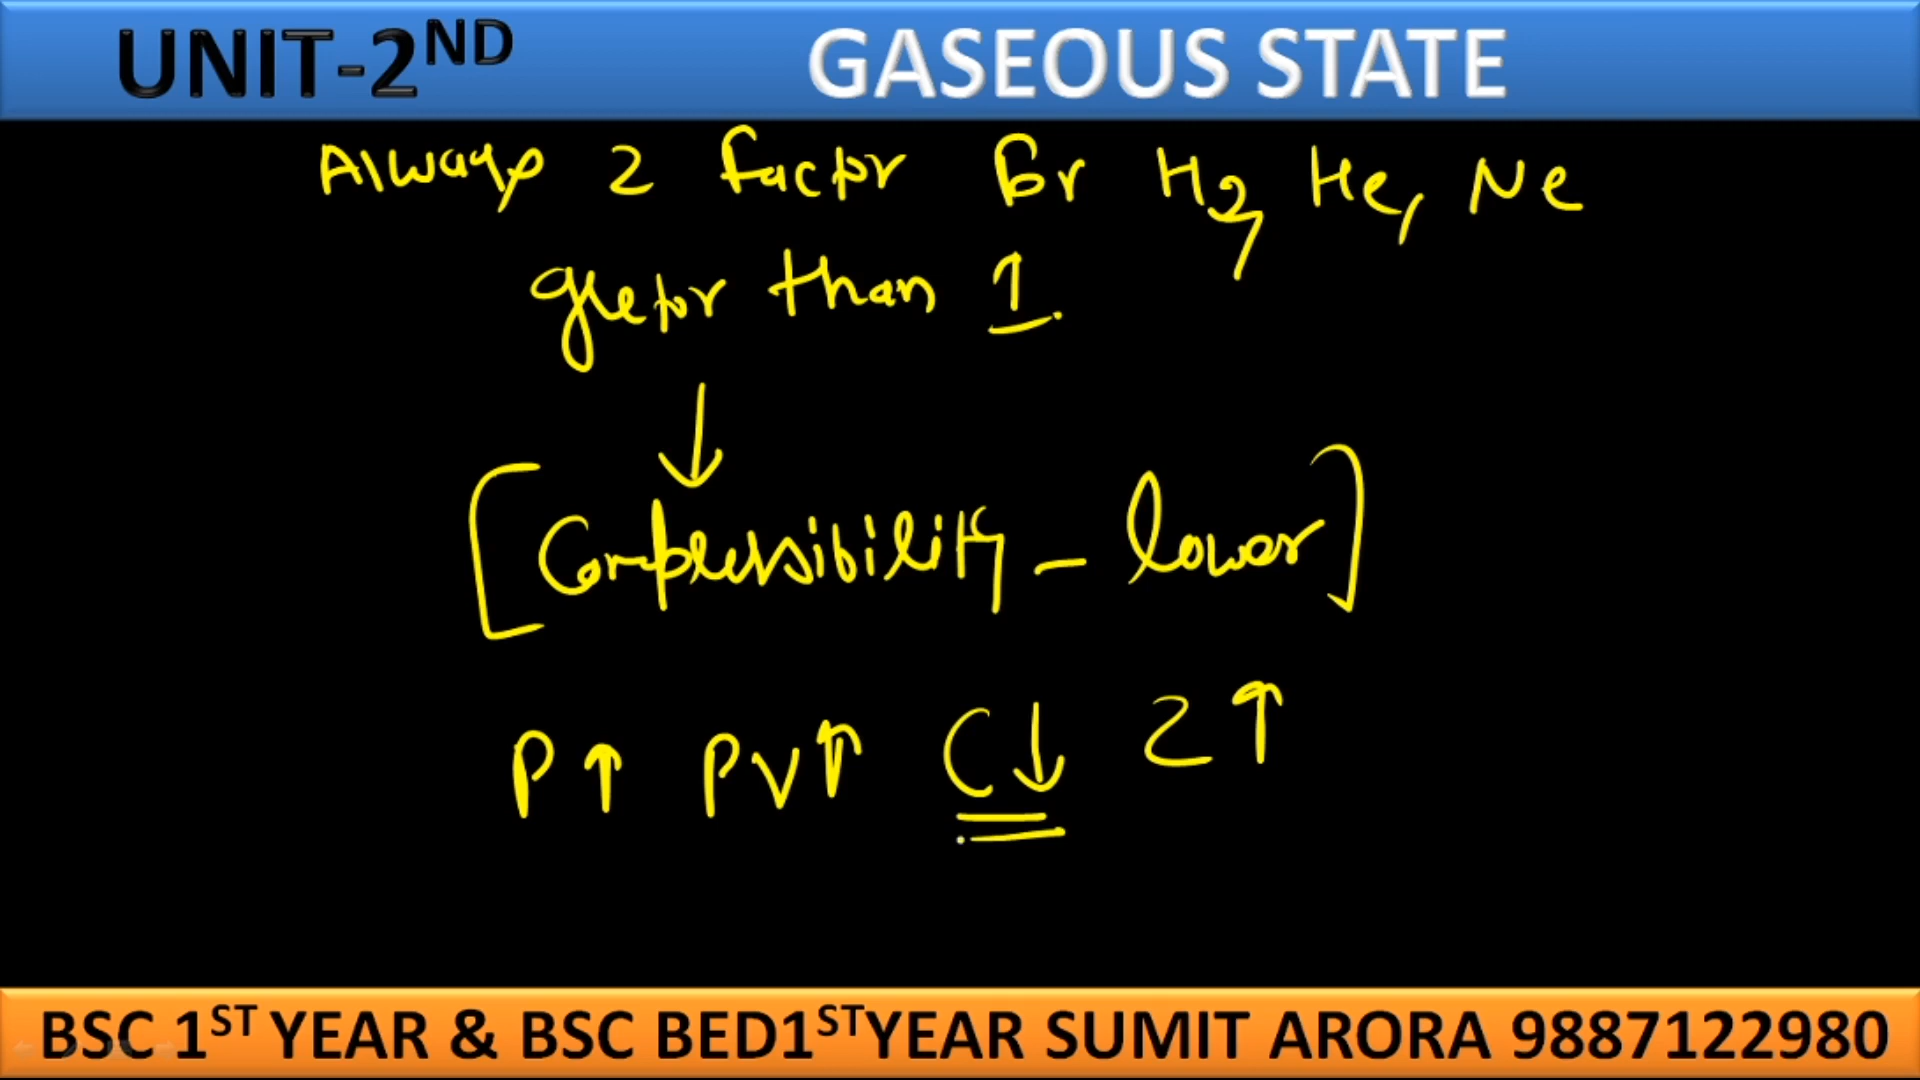 UNIT-2ND GASEOUS STATE
Always Z factor for H2, He, Ne
greter than 1.
↓
[Compressibility - lower]
P↑ PV↑ C↓ Z↑
BSC 1ST YEAR & BSC BED1STYEAR SUMIT ARORA 9887122980